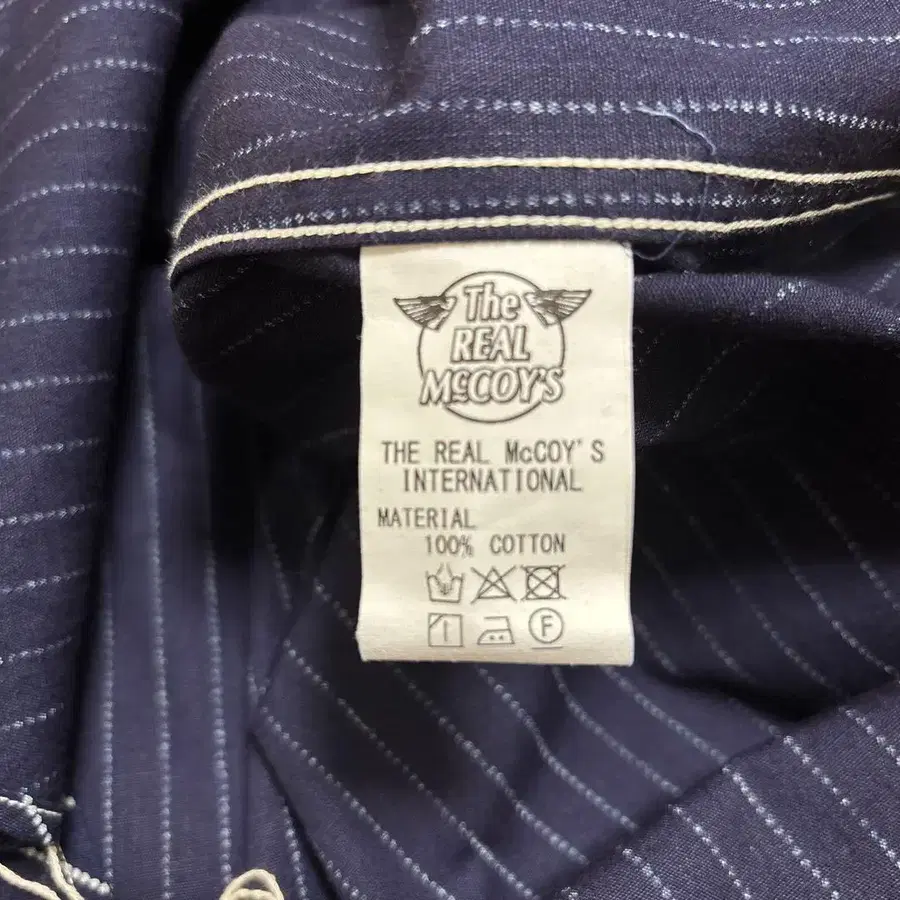 The
REAL
McCOY'S
THE REAL McCOY'S
INTERNATIONAL
MATERIAL
100% COTTON
F